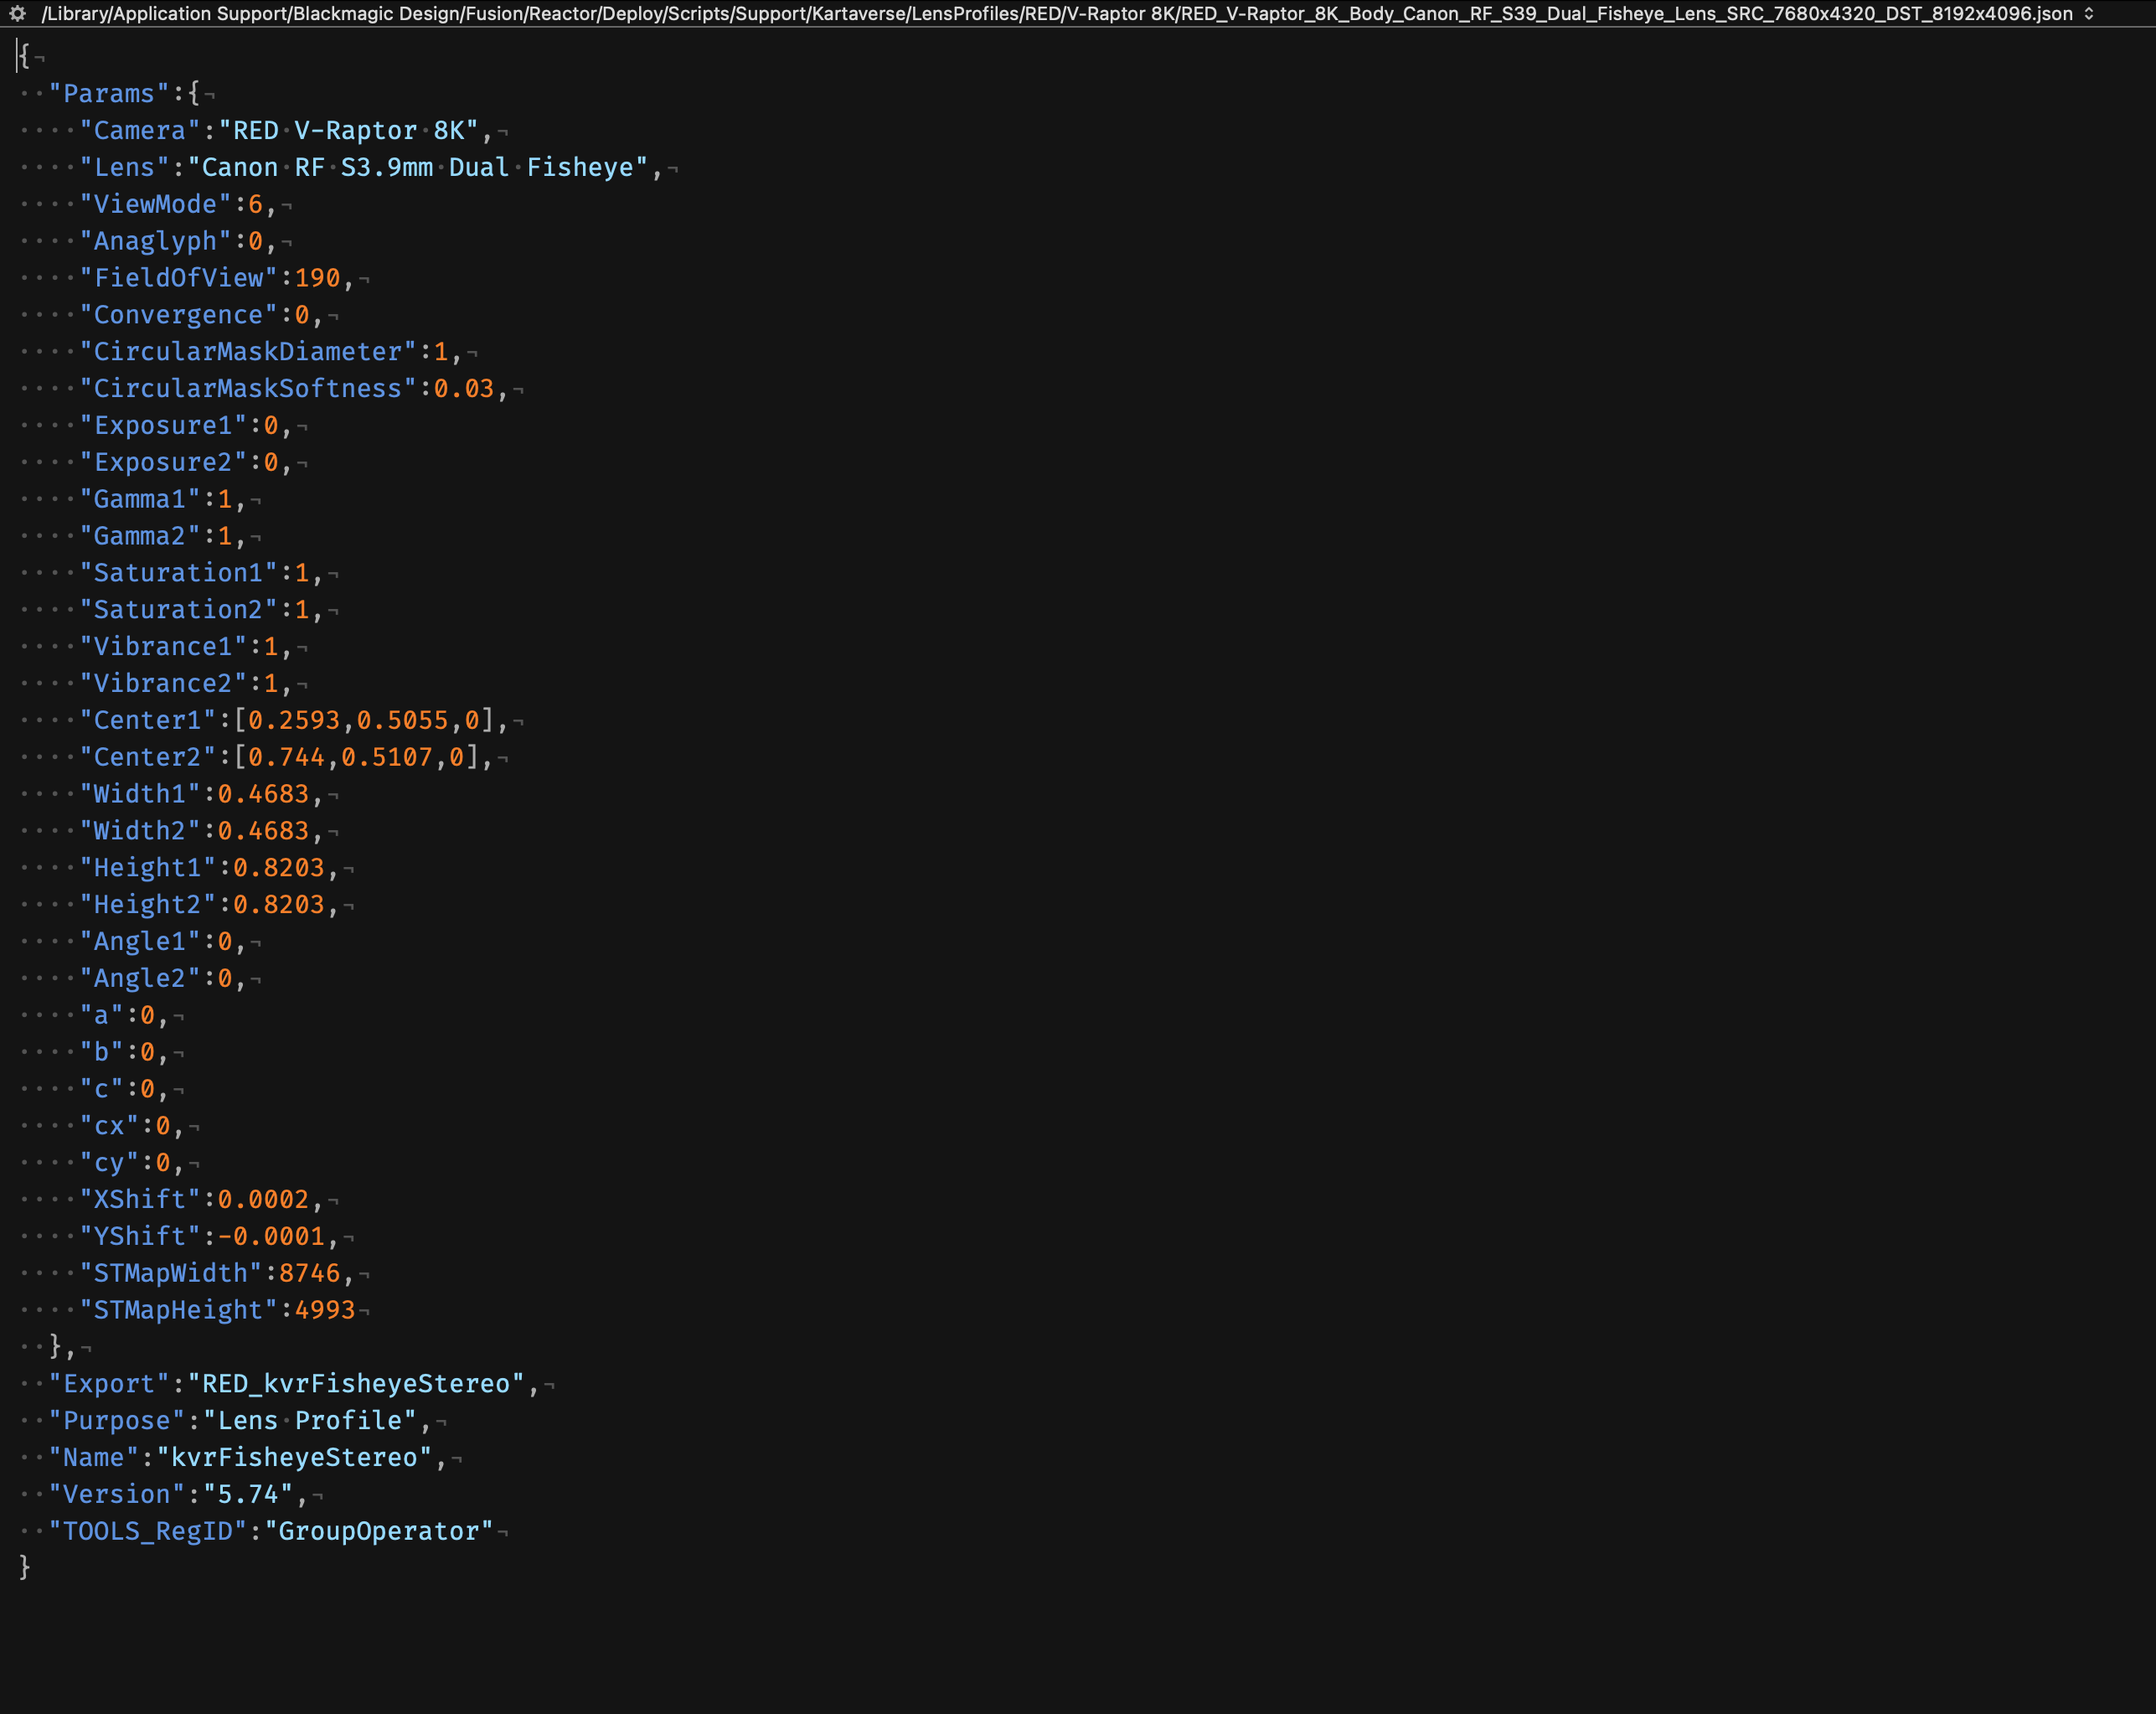 /Library/Application Support/Blackmagic Design/Fusion/Reactor/Deploy/Scripts/Support/Kartaverse/LensProfiles/RED/V-Raptor 8K/RED_V-Raptor_8K_Body_Canon_RF_S39_Dual_Fisheye_Lens_SRC_7680x4320_DST_8192x4096.json
{
  "Params":{
    "Camera":"RED V-Raptor 8K",
    "Lens":"Canon RF S3.9mm Dual Fisheye",
    "ViewMode":6,
    "Anaglyph":0,
    "FieldOfView":190,
    "Convergence":0,
    "CircularMaskDiameter":1,
    "CircularMaskSoftness":0.03,
    "Exposure1":0,
    "Exposure2":0,
    "Gamma1":1,
    "Gamma2":1,
    "Saturation1":1,
    "Saturation2":1,
    "Vibrance1":1,
    "Vibrance2":1,
    "Center1":[0.2593,0.5055,0],
    "Center2":[0.744,0.5107,0],
    "Width1":0.4683,
    "Width2":0.4683,
    "Height1":0.8203,
    "Height2":0.8203,
    "Angle1":0,
    "Angle2":0,
    "a":0,
    "b":0,
    "c":0,
    "cx":0,
    "cy":0,
    "XShift":0.0002,
    "YShift":-0.0001,
    "STMapWidth":8746,
    "STMapHeight":4993
  },
  "Export":"RED_kvrFisheyeStereo",
  "Purpose":"Lens Profile",
  "Name":"kvrFisheyeStereo",
  "Version":"5.74",
  "TOOLS_RegID":"GroupOperator"
}